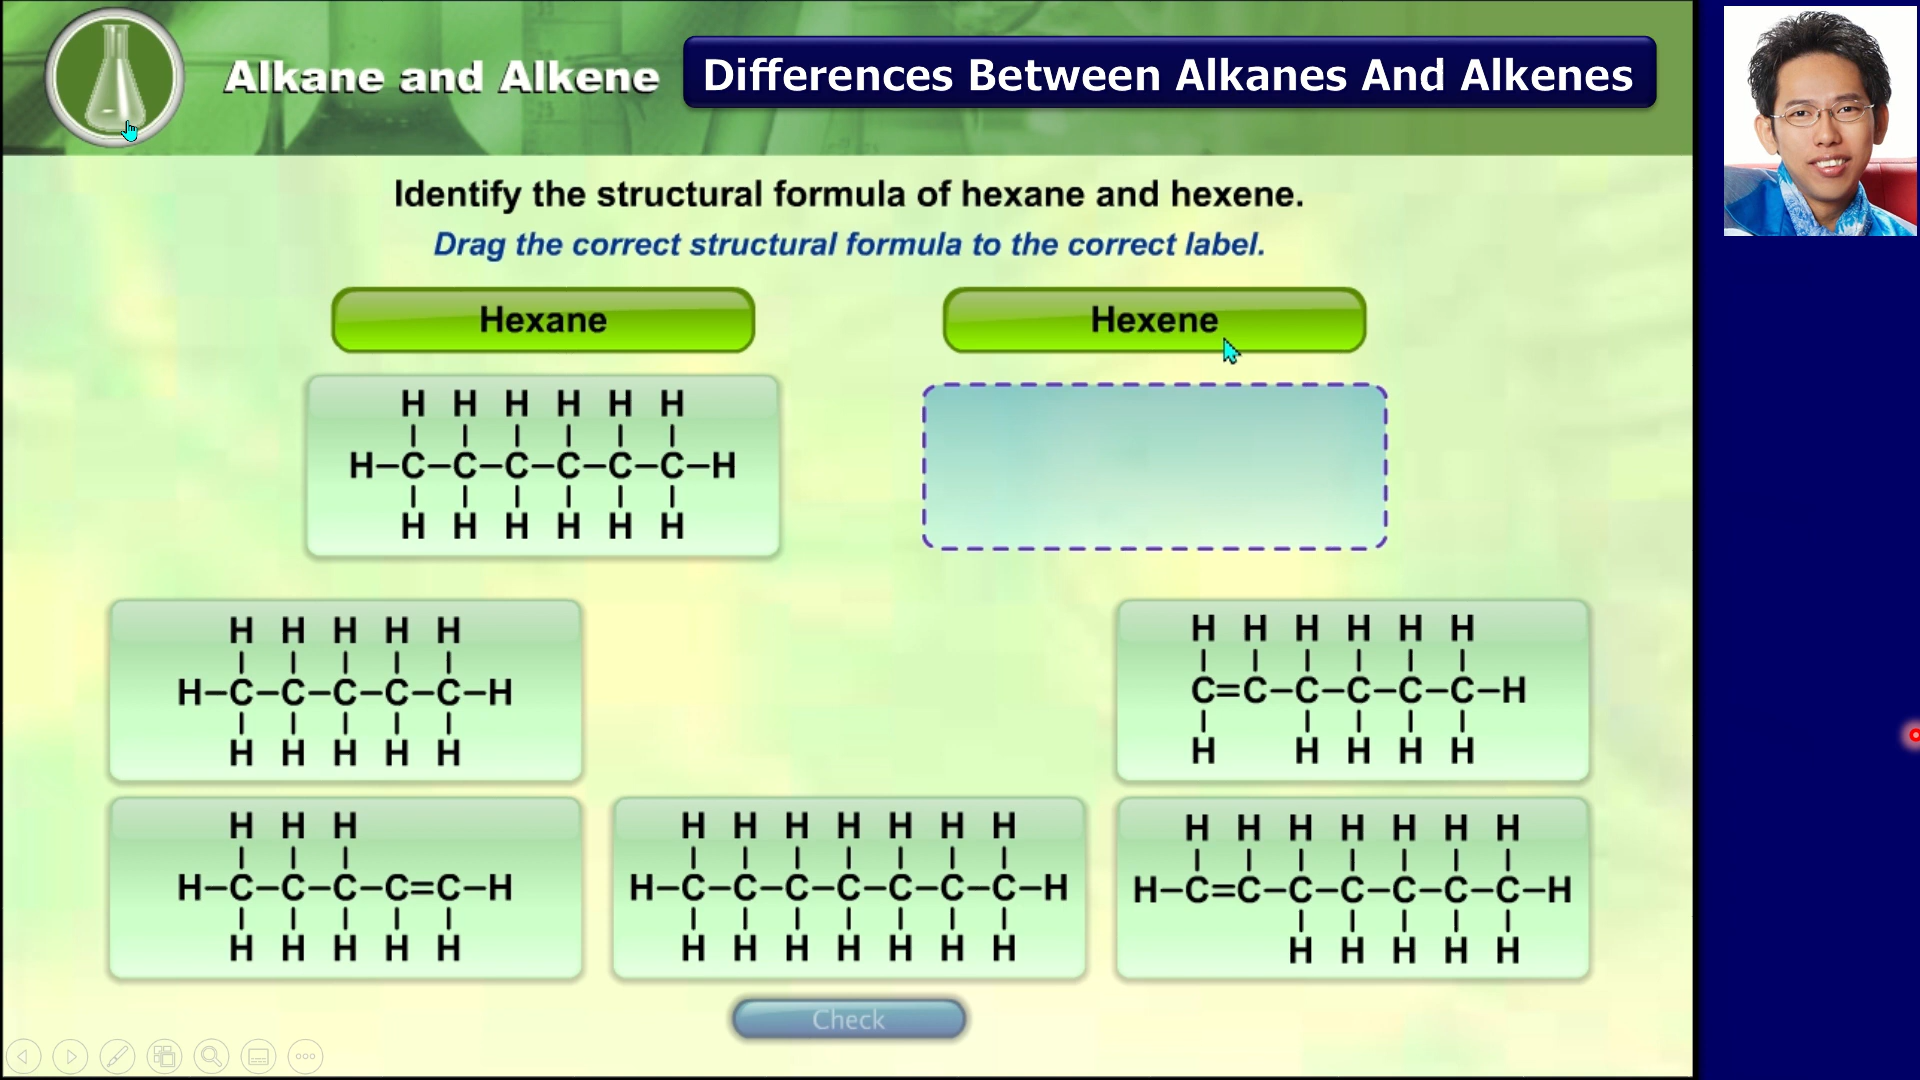 Alkane and Alkene
Differences Between Alkanes And Alkenes
Identify the structural formula of hexane and hexene.
Drag the correct structural formula to the correct label.
Hexane
Hexene
H H H H H H
H–C–C–C–C–C–C–H
H H H H H H
H H H H H
H–C–C–C–C–C–H
H H H H H
H H H H H H
C=C–C–C–C–C–H
H H H H H
H H H
H–C–C–C–C=C–H
H H H H H
H H H H H H H
H–C–C–C–C–C–C–C–H
H H H H H H H
H H H H H H H
H–C=C–C–C–C–C–C–H
H H H H H
Check